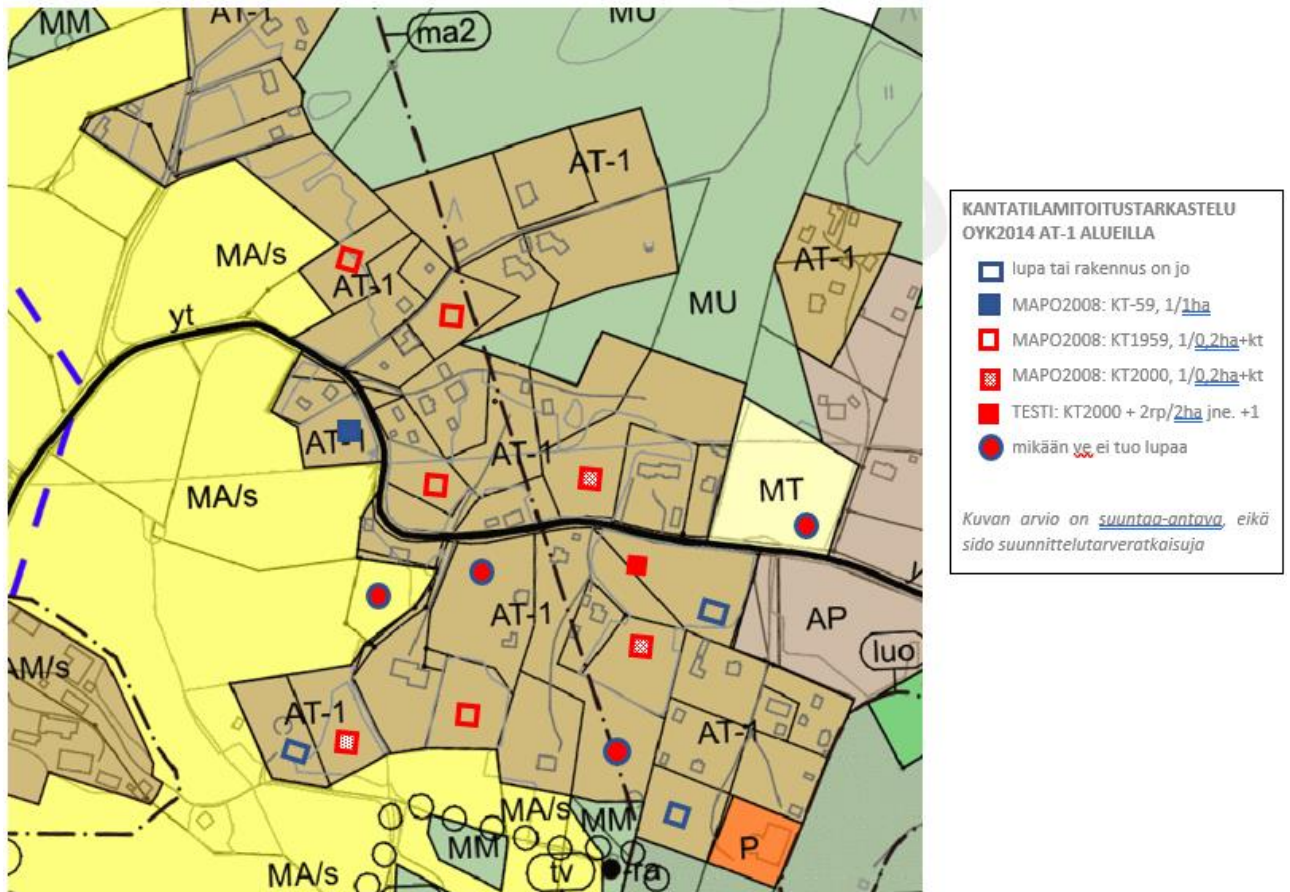 AT-1
MM
MU
ma2
AT-1
MA/s
AT-1
AT-1
yt
MU
AT-1
AT-1
MA/s
MT
AT-1
AP
luo
AM/s
AT-1
AT-1
MA/s
MM
MM
P
MA/s
tv
-ra
KANTATILAMITOITUSTARKASTELU
OYK2014 AT-1 ALUEILLA
lupa tai rakennus on jo
MAPO2008: KT-59, 1/1ha
MAPO2008: KT1959, 1/0,2ha+kt
MAPO2008: KT2000, 1/0,2ha+kt
TESTI: KT2000 + 2rp/2ha jne. +1
mikään ve ei tuo lupaa
Kuvan arvio on suuntaa-antava, eikä
sido suunnittelutarveratkaisuja